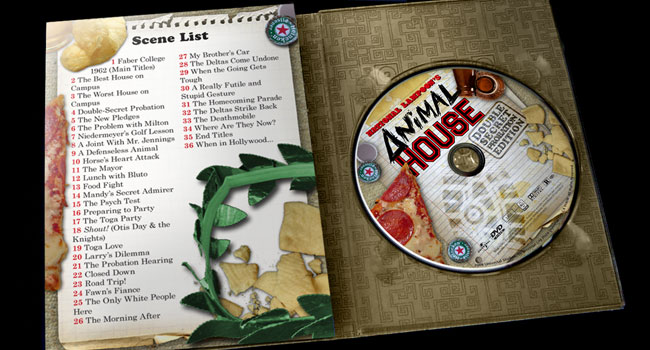 Scene List
1 Faber College
1962 (Main Titles)
2 The Best House on
Campus
3 The Worst House on
Campus
4 Double-Secret Probation
5 The New Pledges
6 The Problem with Milton
7 Niedermeyer's Golf Lesson
8 A Joint With Mr. Jennings
9 A Defenseless Animal
10 Horse's Heart Attack
11 The Mayor
12 Lunch with Bluto
13 Food Fight
14 Mandy's Secret Admirer
15 The Psych Test
16 Preparing to Party
17 The Toga Party
18 Shout! (Otis Day & the
Knights)
19 Toga Love
20 Larry's Dilemma
21 The Probation Hearing
22 Closed Down
23 Road Trip!
24 Fawn's Fiance
25 The Only White People
Here
26 The Morning After
27 My Brother's Car
28 The Deltas Come Undone
29 When the Going Gets
Tough
30 A Really Futile and
Stupid Gesture
31 The Homecoming Parade
32 The Deltas Strike Back
33 The Deathmobile
34 Where Are They Now?
35 End Titles
36 When in Hollywood...
NATIONAL LAMPOON'S
ANIMAL
HOUSE
DOUBLE
SECRET
PROBATION
EDITION
DVD